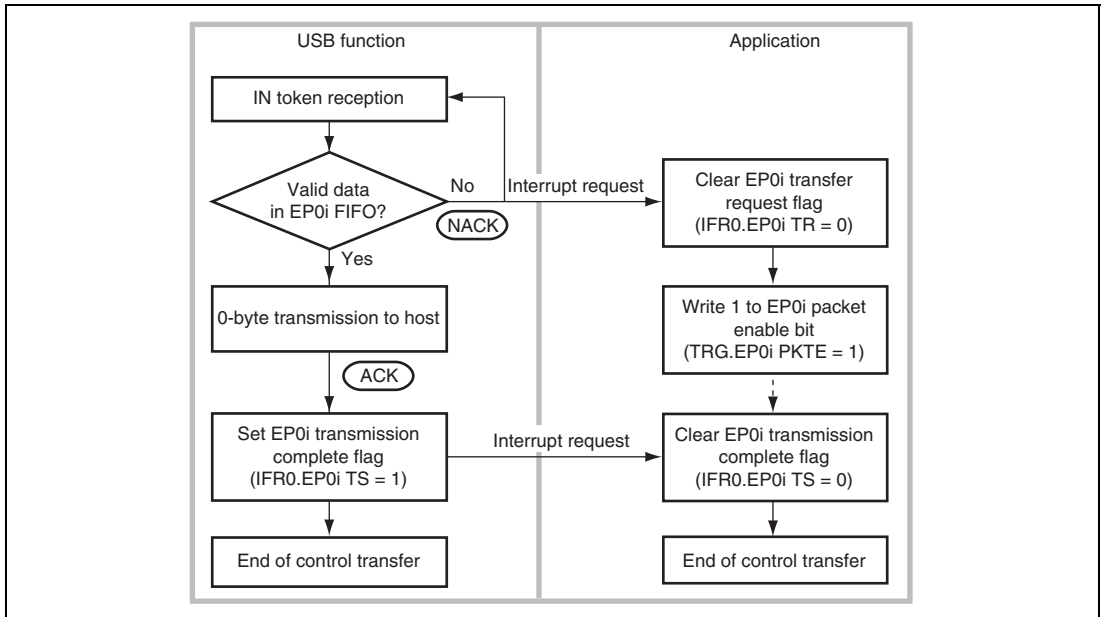 USB function
Application
IN token reception
Valid data
in EP0i FIFO?
No
Interrupt request
NACK
Clear EP0i transfer
request flag
(IFR0.EP0i TR = 0)
Yes
0-byte transmission to host
Write 1 to EP0i packet
enable bit
(TRG.EP0i PKTE = 1)
ACK
Set EP0i transmission
complete flag
(IFR0.EP0i TS = 1)
Interrupt request
Clear EP0i transmission
complete flag
(IFR0.EP0i TS = 0)
End of control transfer
End of control transfer